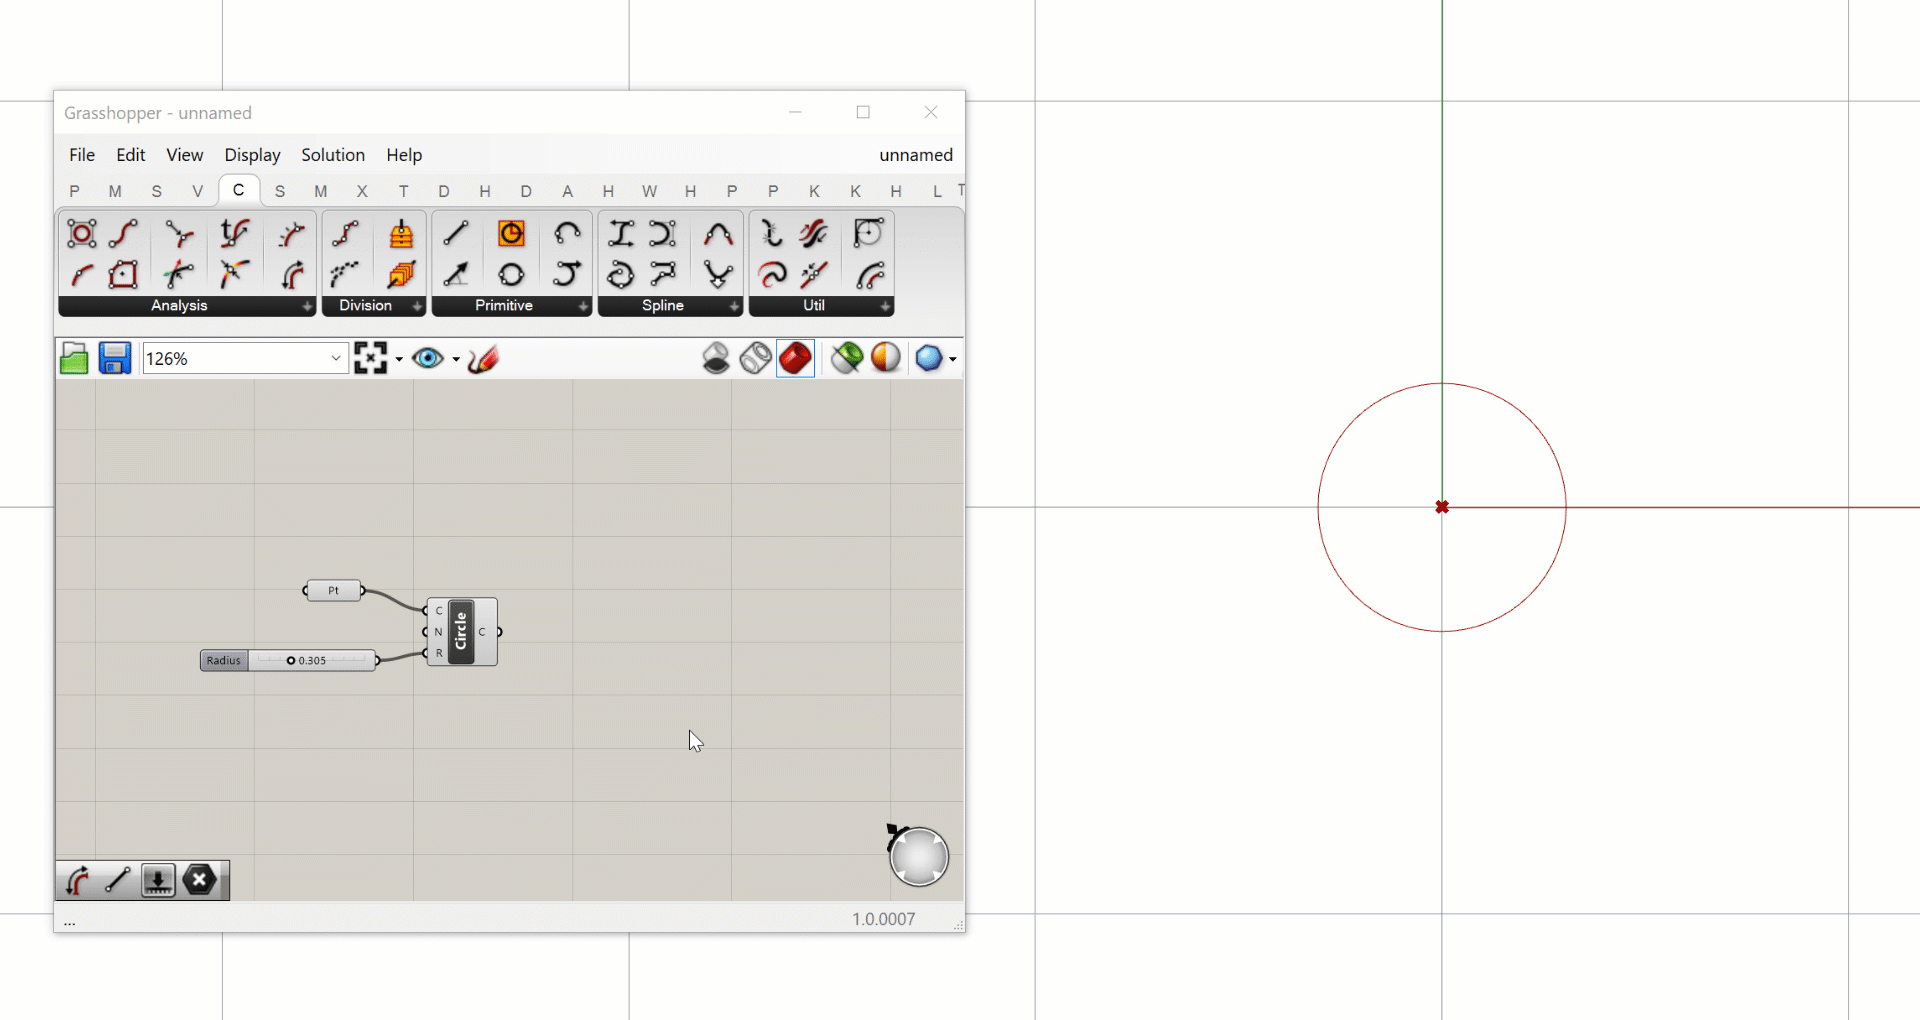 Grasshopper - unnamed
File Edit View Display Solution Help unnamed
P M S V C S M X T D H D A H W H P P K K H L T
Analysis Division Primitive Spline Util
126%
Pt
C
N C
R
Circle
Radius 0.305
... 1.0.0007